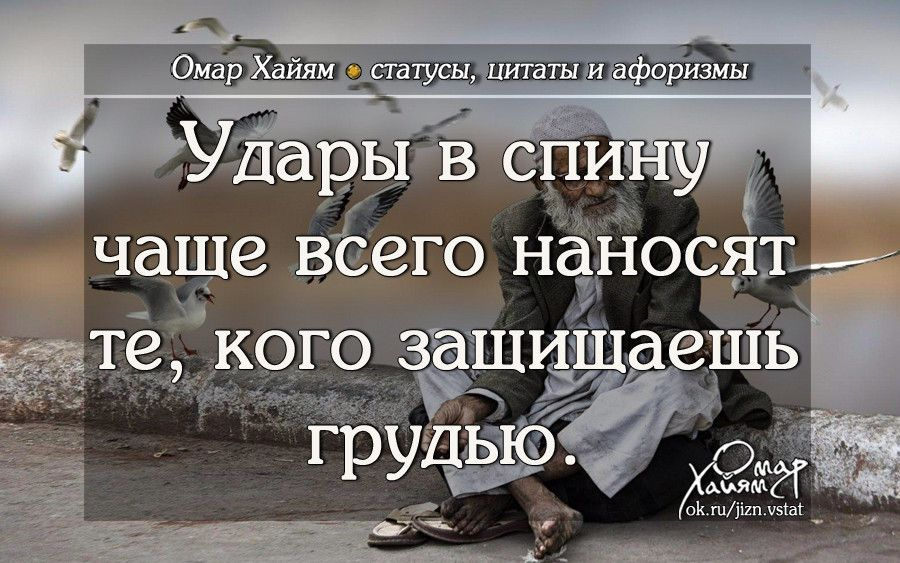 Омар Хайям статусы, цитаты и афоризмы
Удары в спину
чаще всего наносят
те, кого защищаешь
грудью.
Омар
Хайям
ok.ru/jizn.vstat